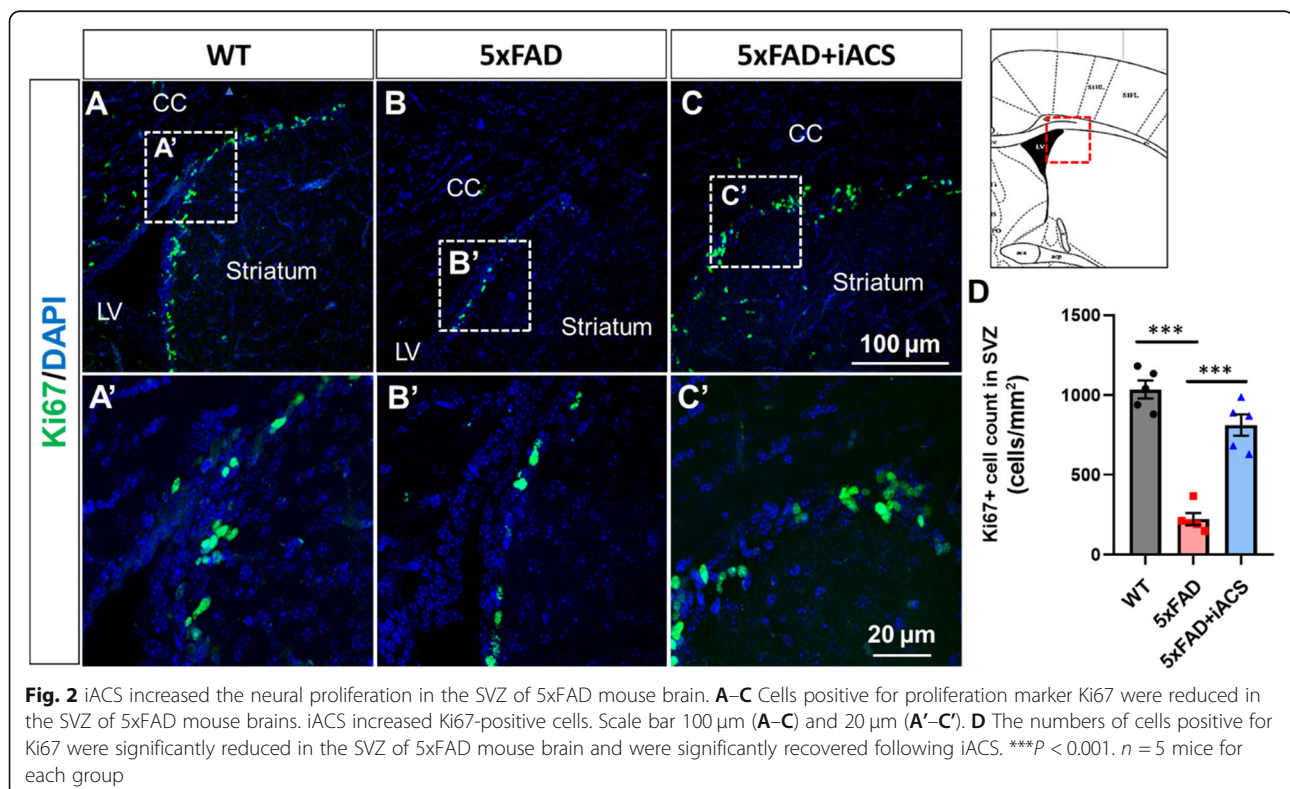 WT
5xFAD
5xFAD+iACS
Ki67/DAPI
A
CC
A'
Striatum
LV
B
CC
B'
Striatum
LV
C
CC
C'
Striatum
100 µm
A'
B'
C'
20 µm
S1HL
S1FL
LV
aca
acp
D
Ki67+ cell count in SVZ
(cells/mm²)
1500
1000
500
0
***
***
WT
5xFAD
5xFAD+iACS
Fig. 2 iACS increased the neural proliferation in the SVZ of 5xFAD mouse brain. A–C Cells positive for proliferation marker Ki67 were reduced in
the SVZ of 5xFAD mouse brains. iACS increased Ki67-positive cells. Scale bar 100 µm (A–C) and 20 µm (A'–C'). D The numbers of cells positive for
Ki67 were significantly reduced in the SVZ of 5xFAD mouse brain and were significantly recovered following iACS. ***P < 0.001. n = 5 mice for
each group